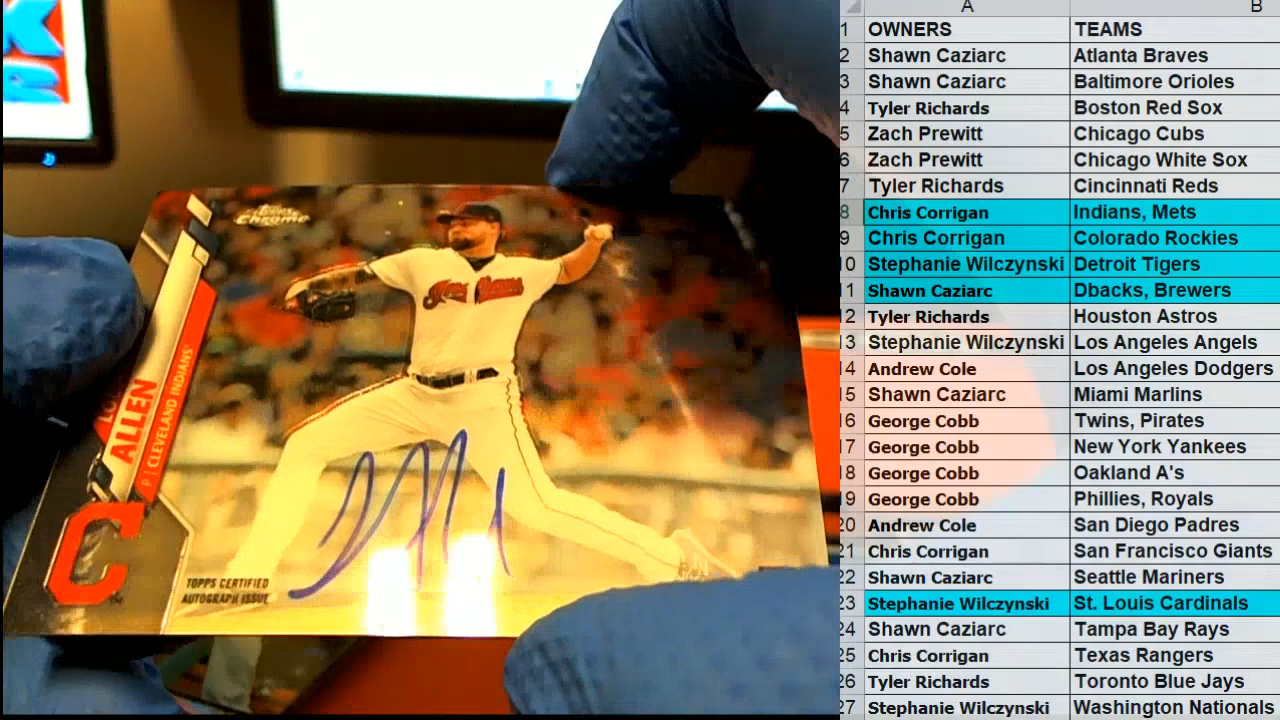 Topps
Chrome
ALLEN
P | CLEVELAND INDIANS
C
TOPPS CERTIFIED
AUTOGRAPH ISSUE
A B
1 OWNERS TEAMS
2 Shawn Caziarc Atlanta Braves
3 Shawn Caziarc Baltimore Orioles
4 Tyler Richards Boston Red Sox
5 Zach Prewitt Chicago Cubs
6 Zach Prewitt Chicago White Sox
7 Tyler Richards Cincinnati Reds
8 Chris Corrigan Indians, Mets
9 Chris Corrigan Colorado Rockies
10 Stephanie Wilczynski Detroit Tigers
11 Shawn Caziarc Dbacks, Brewers
12 Tyler Richards Houston Astros
13 Stephanie Wilczynski Los Angeles Angels
14 Andrew Cole Los Angeles Dodgers
15 Shawn Caziarc Miami Marlins
16 George Cobb Twins, Pirates
17 George Cobb New York Yankees
18 George Cobb Oakland A's
19 George Cobb Phillies, Royals
20 Andrew Cole San Diego Padres
21 Chris Corrigan San Francisco Giants
22 Shawn Caziarc Seattle Mariners
23 Stephanie Wilczynski St. Louis Cardinals
24 Shawn Caziarc Tampa Bay Rays
25 Chris Corrigan Texas Rangers
26 Tyler Richards Toronto Blue Jays
27 Stephanie Wilczynski Washington Nationals